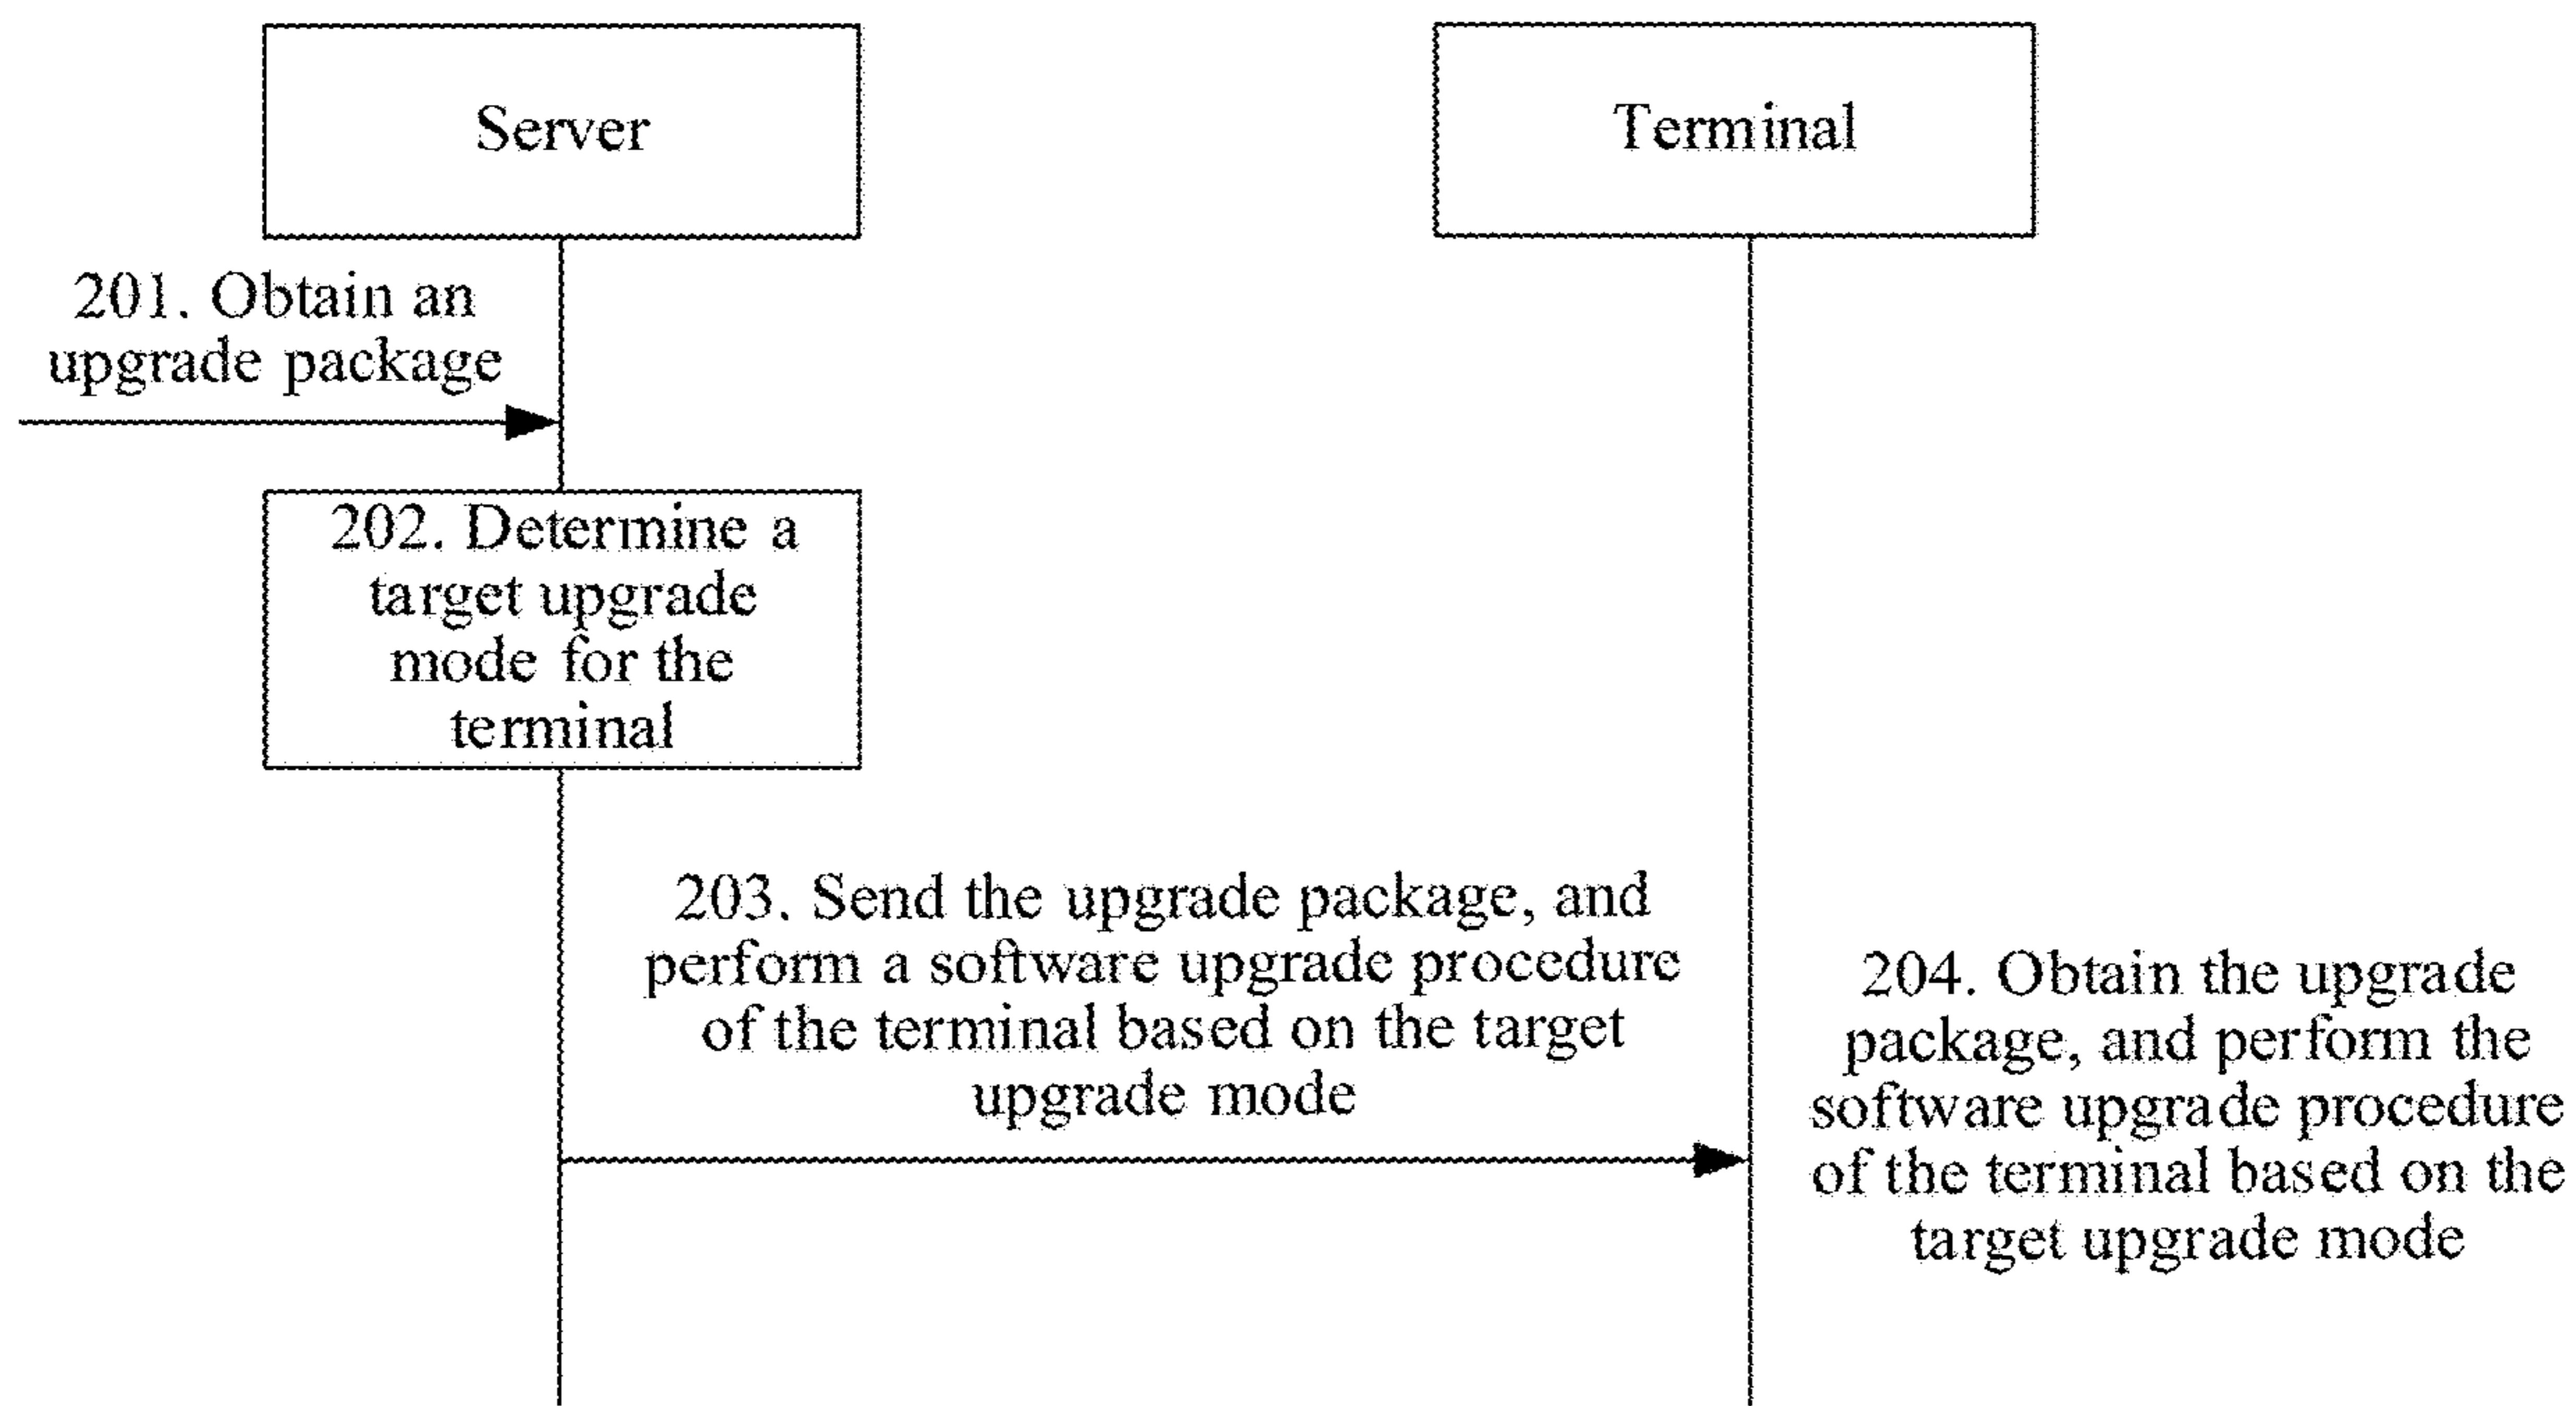 Server
Terminal
201. Obtain an
upgrade package
202. Determine a
target upgrade
mode for the
terminal
203. Send the upgrade package, and
perform a software upgrade procedure
of the terminal based on the target
upgrade mode
204. Obtain the upgrade
package, and perform the
software upgrade procedure
of the terminal based on the
target upgrade mode